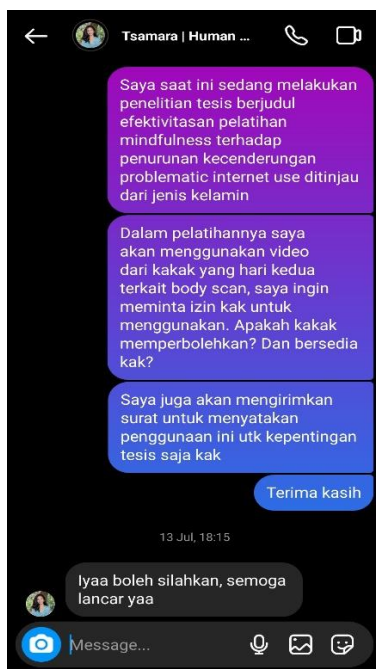 Tsamara | Human ...
Saya saat ini sedang melakukan
penelitian tesis berjudul
efektivitasan pelatihan
mindfulness terhadap
penurunan kecenderungan
problematic internet use ditinjau
dari jenis kelamin
Dalam pelatihannya saya
akan menggunakan video
dari kakak yang hari kedua
terkait body scan, saya ingin
meminta izin kak untuk
menggunakan. Apakah kakak
memperbolehkan? Dan bersedia
kak?
Saya juga akan mengirimkan
surat untuk menyatakan
penggunaan ini utk kepentingan
tesis saja kak
Terima kasih
13 Jul, 18:15
Iyaa boleh silahkan, semoga
lancar yaa
Message...